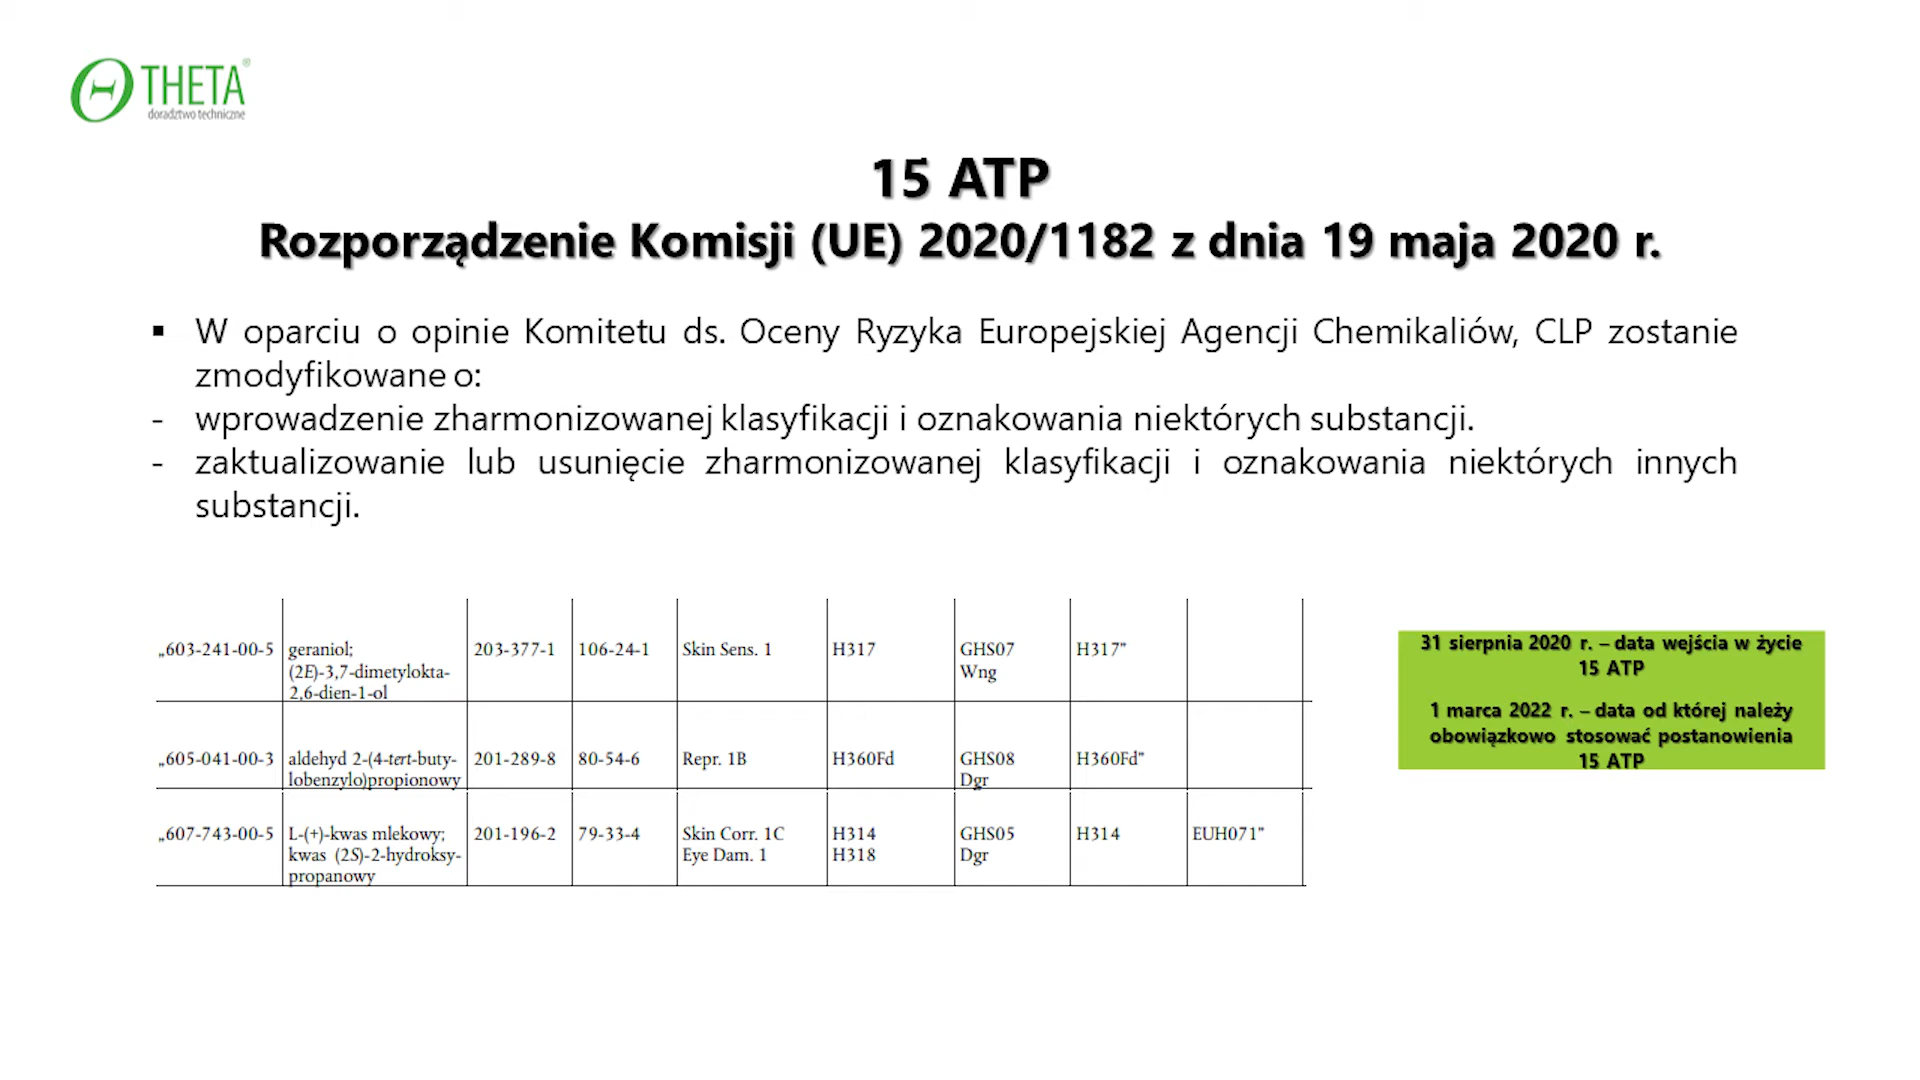 THETA®
doradztwo techniczne
15 ATP
Rozporządzenie Komisji (UE) 2020/1182 z dnia 19 maja 2020 r.
▪ W oparciu o opinie Komitetu ds. Oceny Ryzyka Europejskiej Agencji Chemikaliów, CLP zostanie
zmodyfikowane o:
- wprowadzenie zharmonizowanej klasyfikacji i oznakowania niektórych substancji.
- zaktualizowanie lub usunięcie zharmonizowanej klasyfikacji i oznakowania niektórych innych
substancji.
„603-241-00-5 geraniol; 203-377-1 106-24-1 Skin Sens. 1 H317 GHS07 H317”
(2E)-3,7-dimetylokta- Wng
2,6-dien-1-ol
„605-041-00-3 aldehyd 2-(4-tert-buty- 201-289-8 80-54-6 Repr. 1B H360Fd GHS08 H360Fd”
lobenzylo)propionowy Dgr
„607-743-00-5 L-(+)-kwas mlekowy; 201-196-2 79-33-4 Skin Corr. 1C H314 GHS05 H314 EUH071”
kwas (2S)-2-hydroksy- Eye Dam. 1 H318 Dgr
propanowy
31 sierpnia 2020 r. – data wejścia w życie
15 ATP
1 marca 2022 r. – data od której należy
obowiązkowo stosować postanowienia
15 ATP